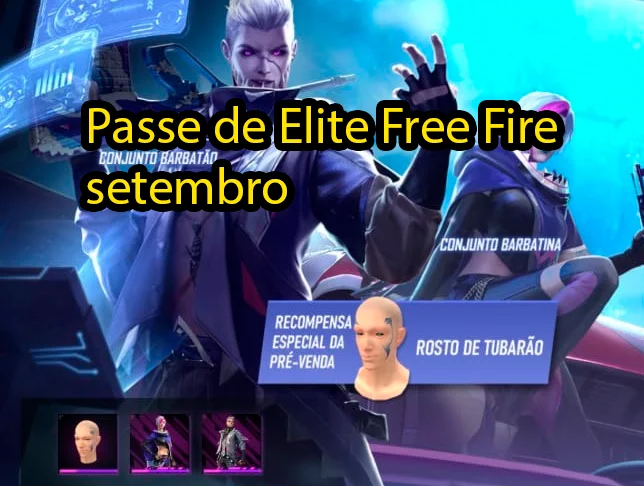 Passe de Elite Free Fire
CONJUNTO BARBATÃO
setembro
CONJUNTO BARBATINA
RECOMPENSA
ESPECIAL DA
PRÉ-VENDA
ROSTO DE TUBARÃO